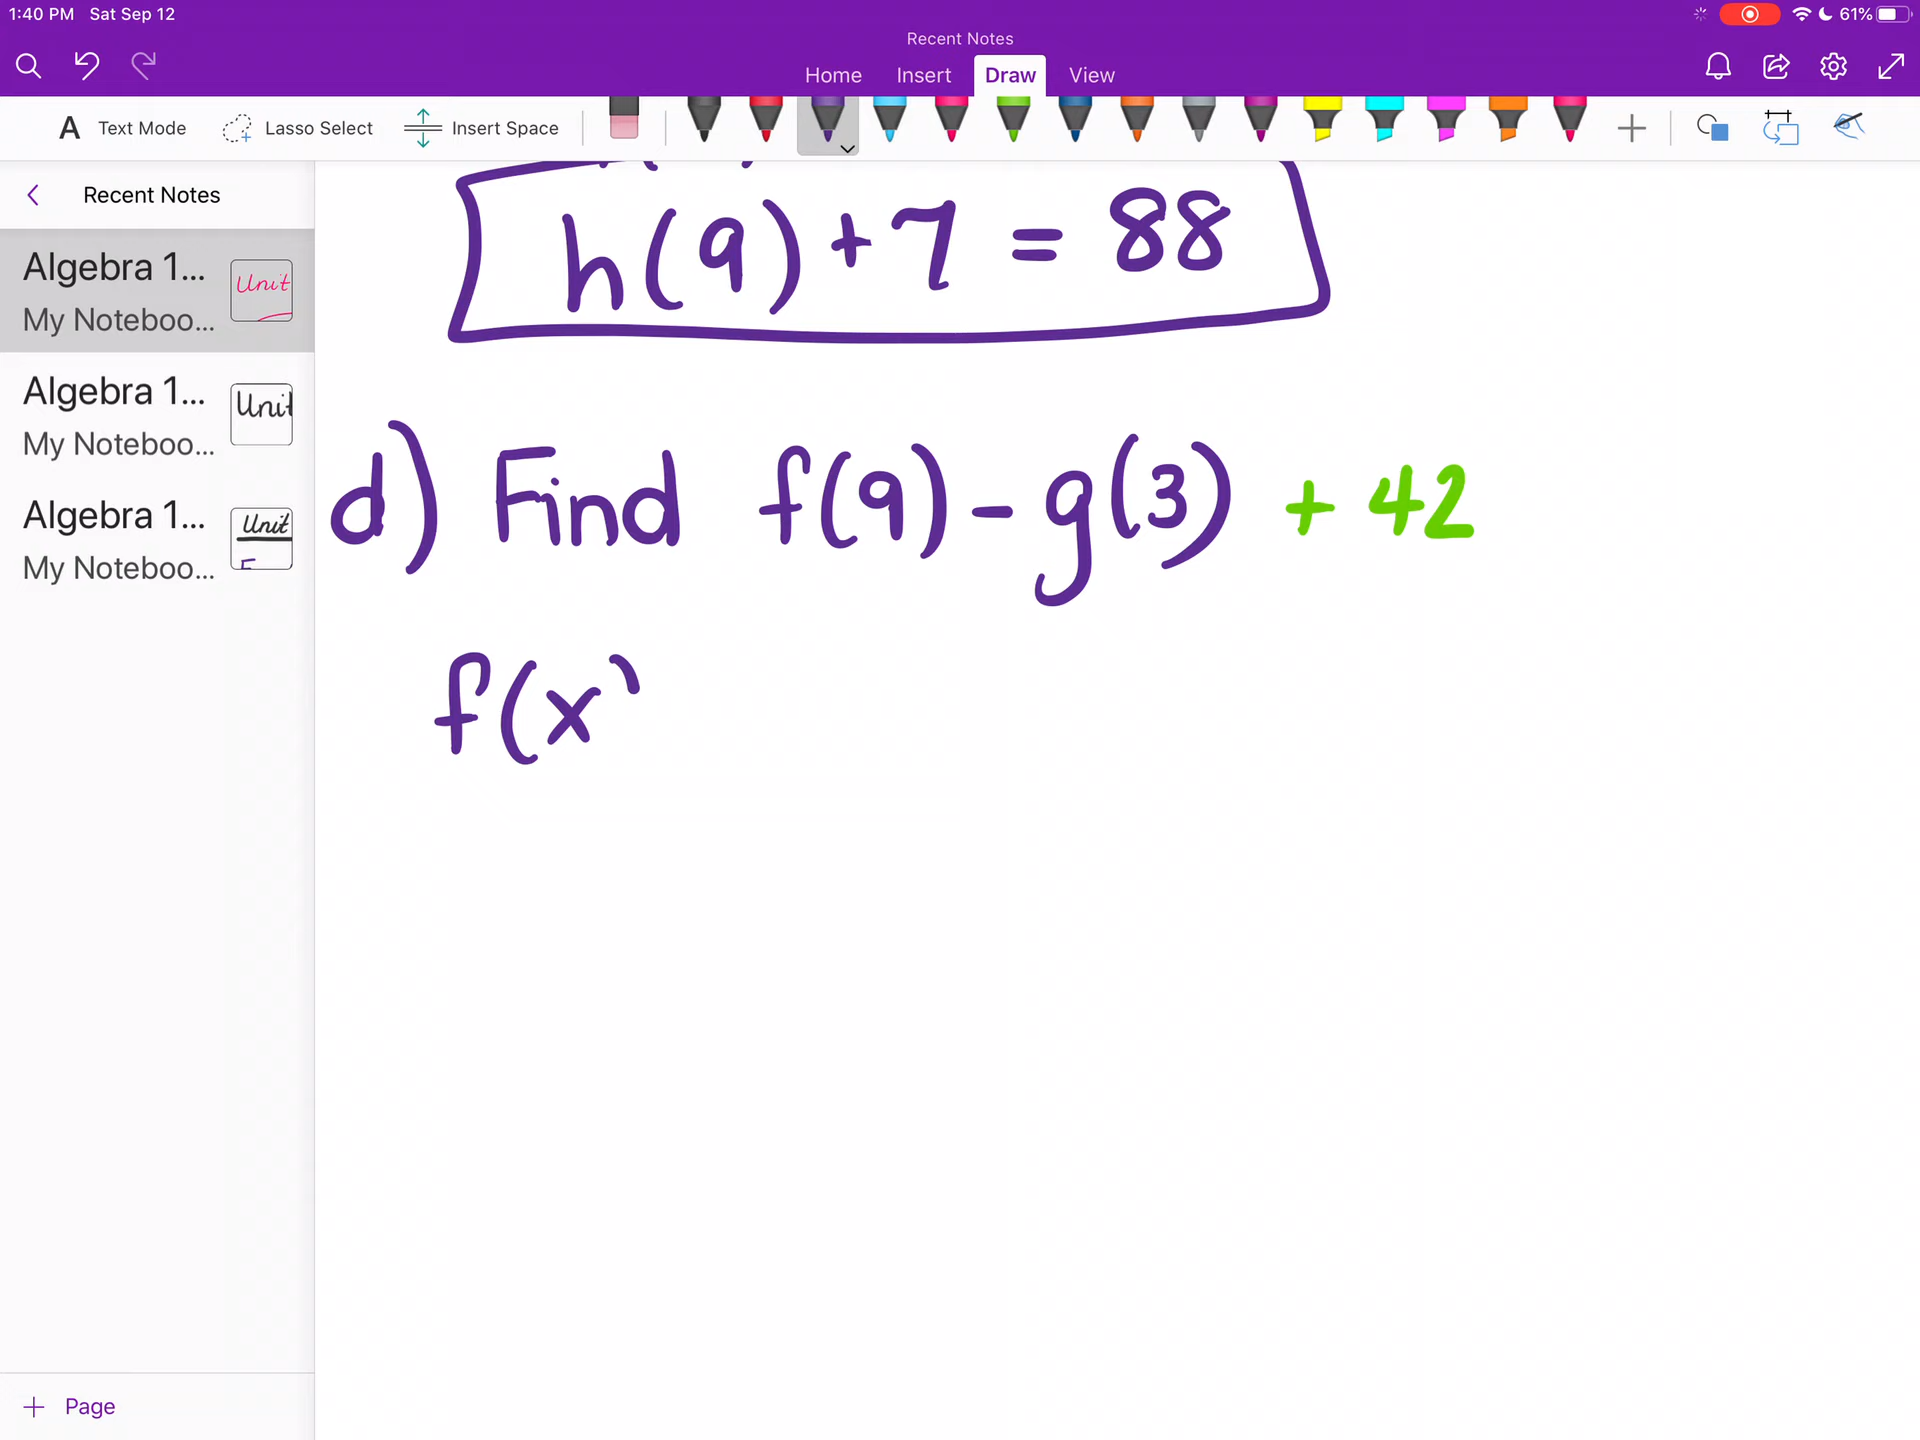 1:40 PM Sat Sep 12
61%
Recent Notes
Home Insert Draw View
A Text Mode Lasso Select Insert Space
Recent Notes
Algebra 1...
Unit
My Noteboo...
Algebra 1...
Unit
My Noteboo...
Algebra 1...
Unit
My Noteboo...
h(9)+7 = 88
d) Find f(9) - g(3) + 42
f(x)
+ Page